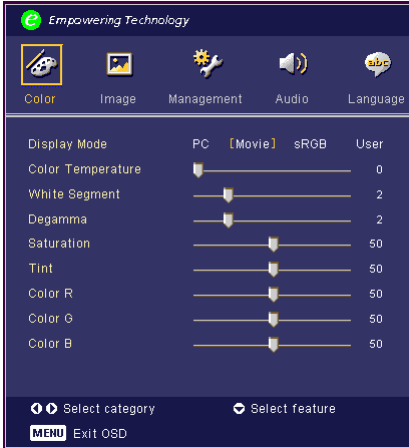 e Empowering Technology
Color Image Management Audio abc Language
Display Mode PC [Movie] sRGB User
Color Temperature 0
White Segment 2
Degamma 2
Saturation 50
Tint 50
Color R 50
Color G 50
Color B 50
Select category Select feature
MENU Exit OSD